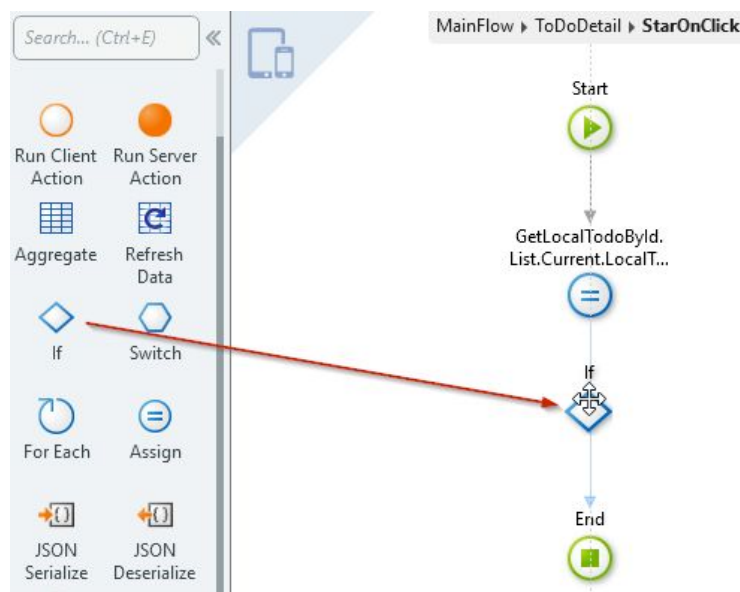 Search... (Ctrl+E)
MainFlow ToDoDetail StarOnClick
Run Client
Action
Run Server
Action
Aggregate
Refresh
Data
If
Switch
For Each
Assign
JSON
Serialize
JSON
Deserialize
Start
GetLocalTodoById.
List.Current.LocalT...
If
End